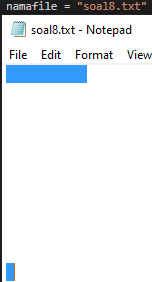 namafile = "soal8.txt"
soal8.txt - Notepad
File Edit Format View